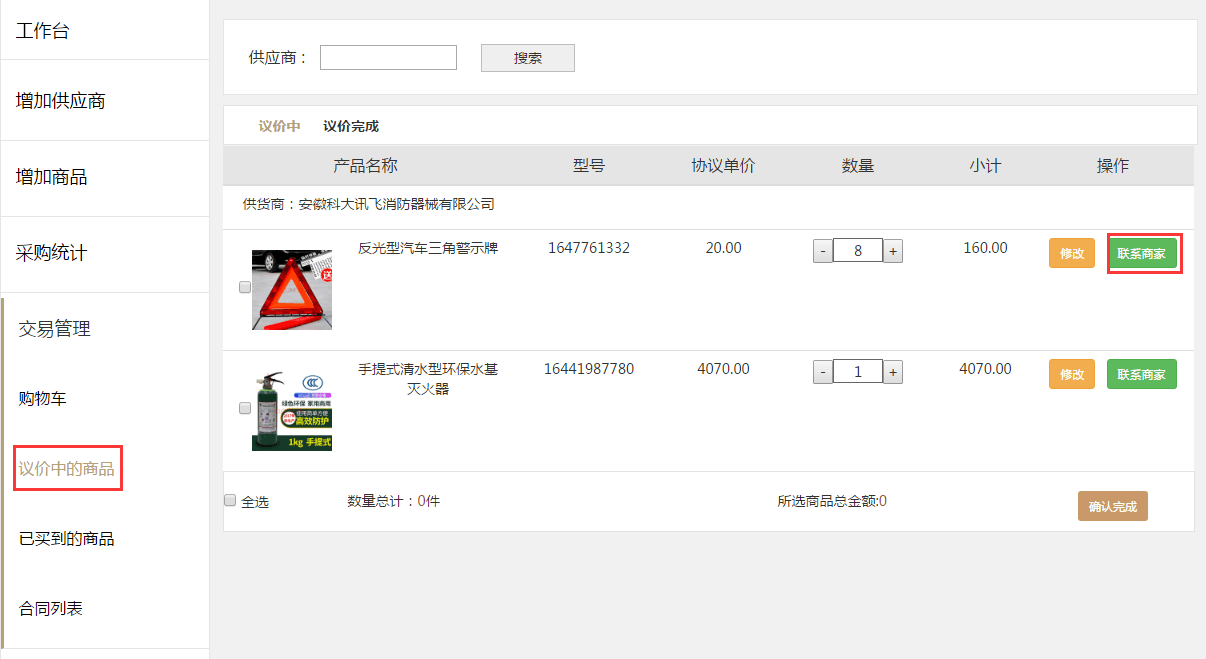 工作台
增加供应商
增加商品
采购统计
交易管理
购物车
议价中的商品
已买到的商品
合同列表
供应商： 搜索
议价中 议价完成
产品名称 型号 协议单价 数量 小计 操作
供货商：安徽科大讯飞消防器械有限公司
送
反光型汽车三角警示牌 1647761332 20.00 - 8 + 160.00 修改 联系商家
手提式清水型环保水基
灭火器
16441987780 4070.00 - 1 + 4070.00 修改 联系商家
绿色环保 家用商用
使用简单方便
高效防护
1kg 手提式
全选 数量总计：0件 所选商品总金额:0 确认完成